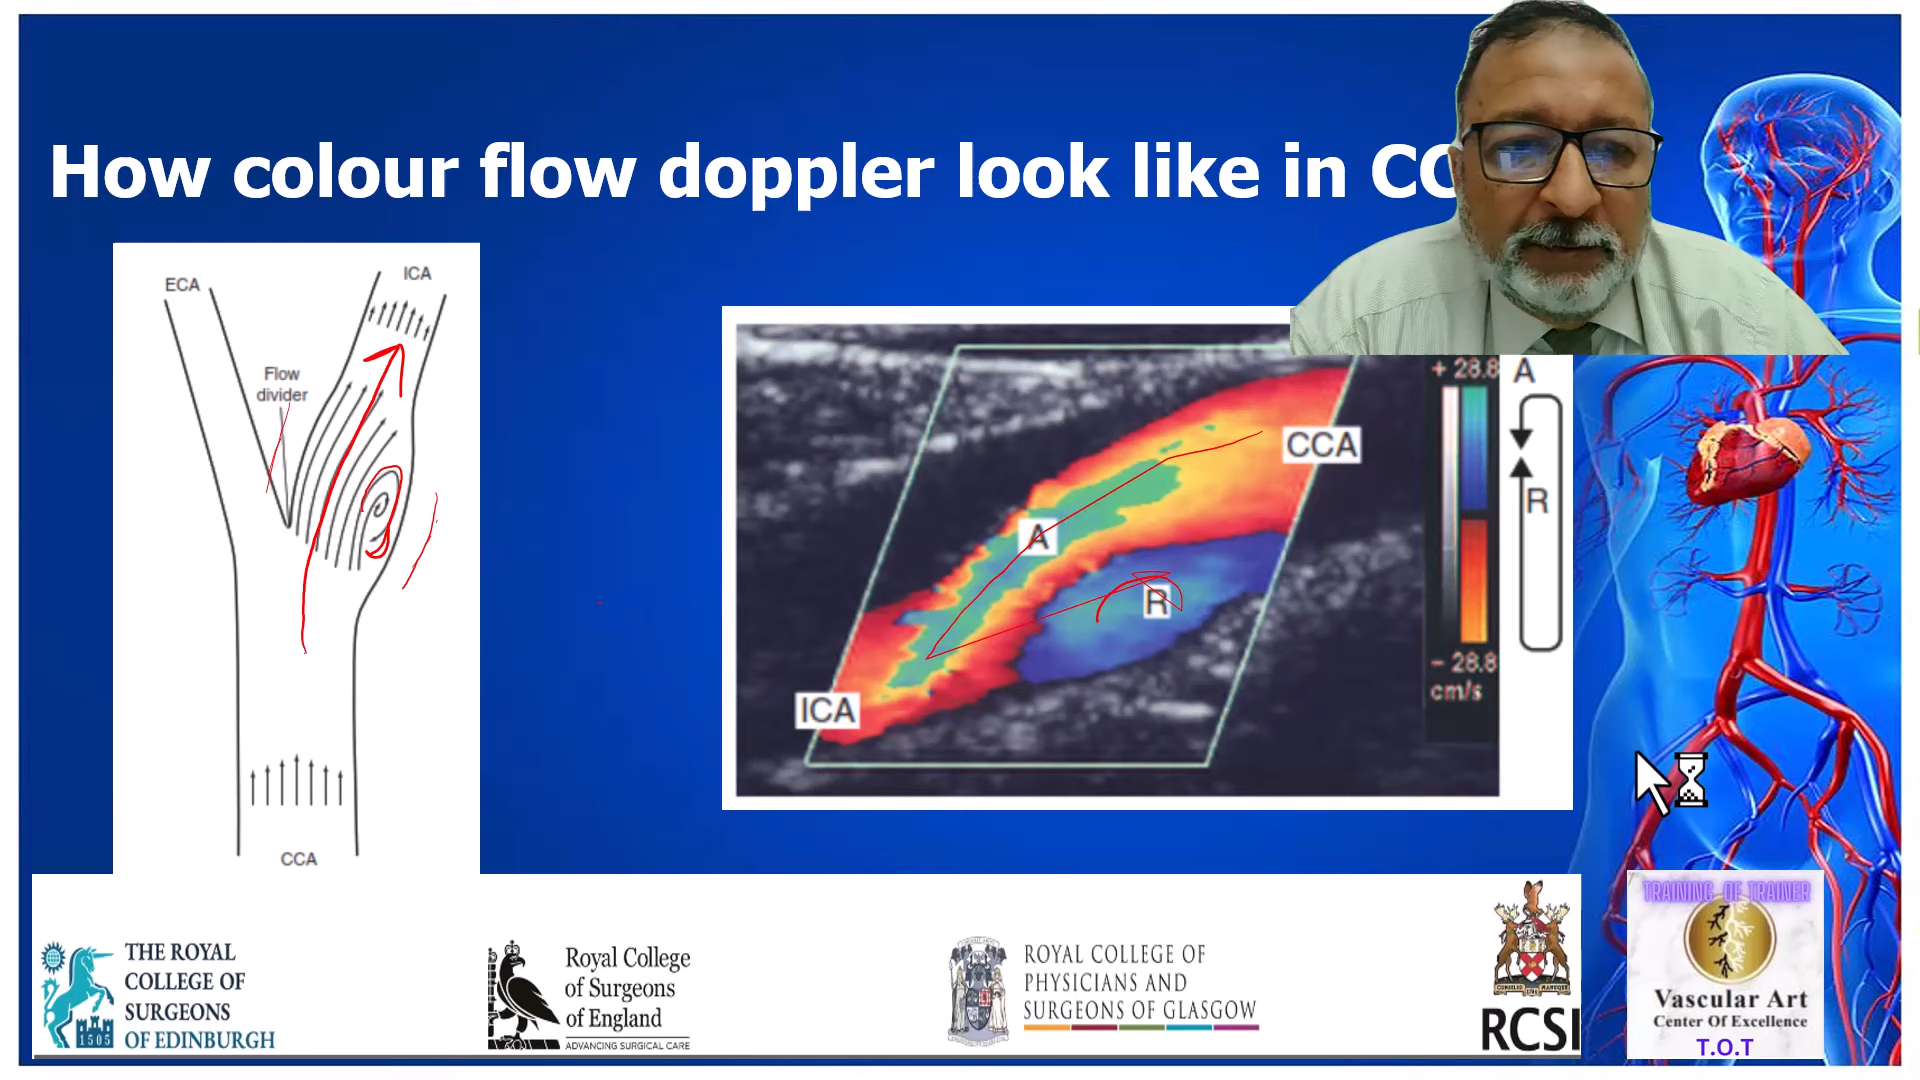 How colour flow doppler look like in CC
ECA
ICA
Flow
divider
CCA
CCA
A
R
ICA
+ 28.8
- 28.8
cm/s
A
R
THE ROYAL
COLLEGE OF
SURGEONS
OF EDINBURGH
1505
Royal College
of Surgeons
of England
ADVANCING SURGICAL CARE
ROYAL COLLEGE OF
PHYSICIANS AND
SURGEONS OF GLASGOW
RCSI
TRAINING OF TRAINER
Vascular Art
Center Of Excellence
T.O.T